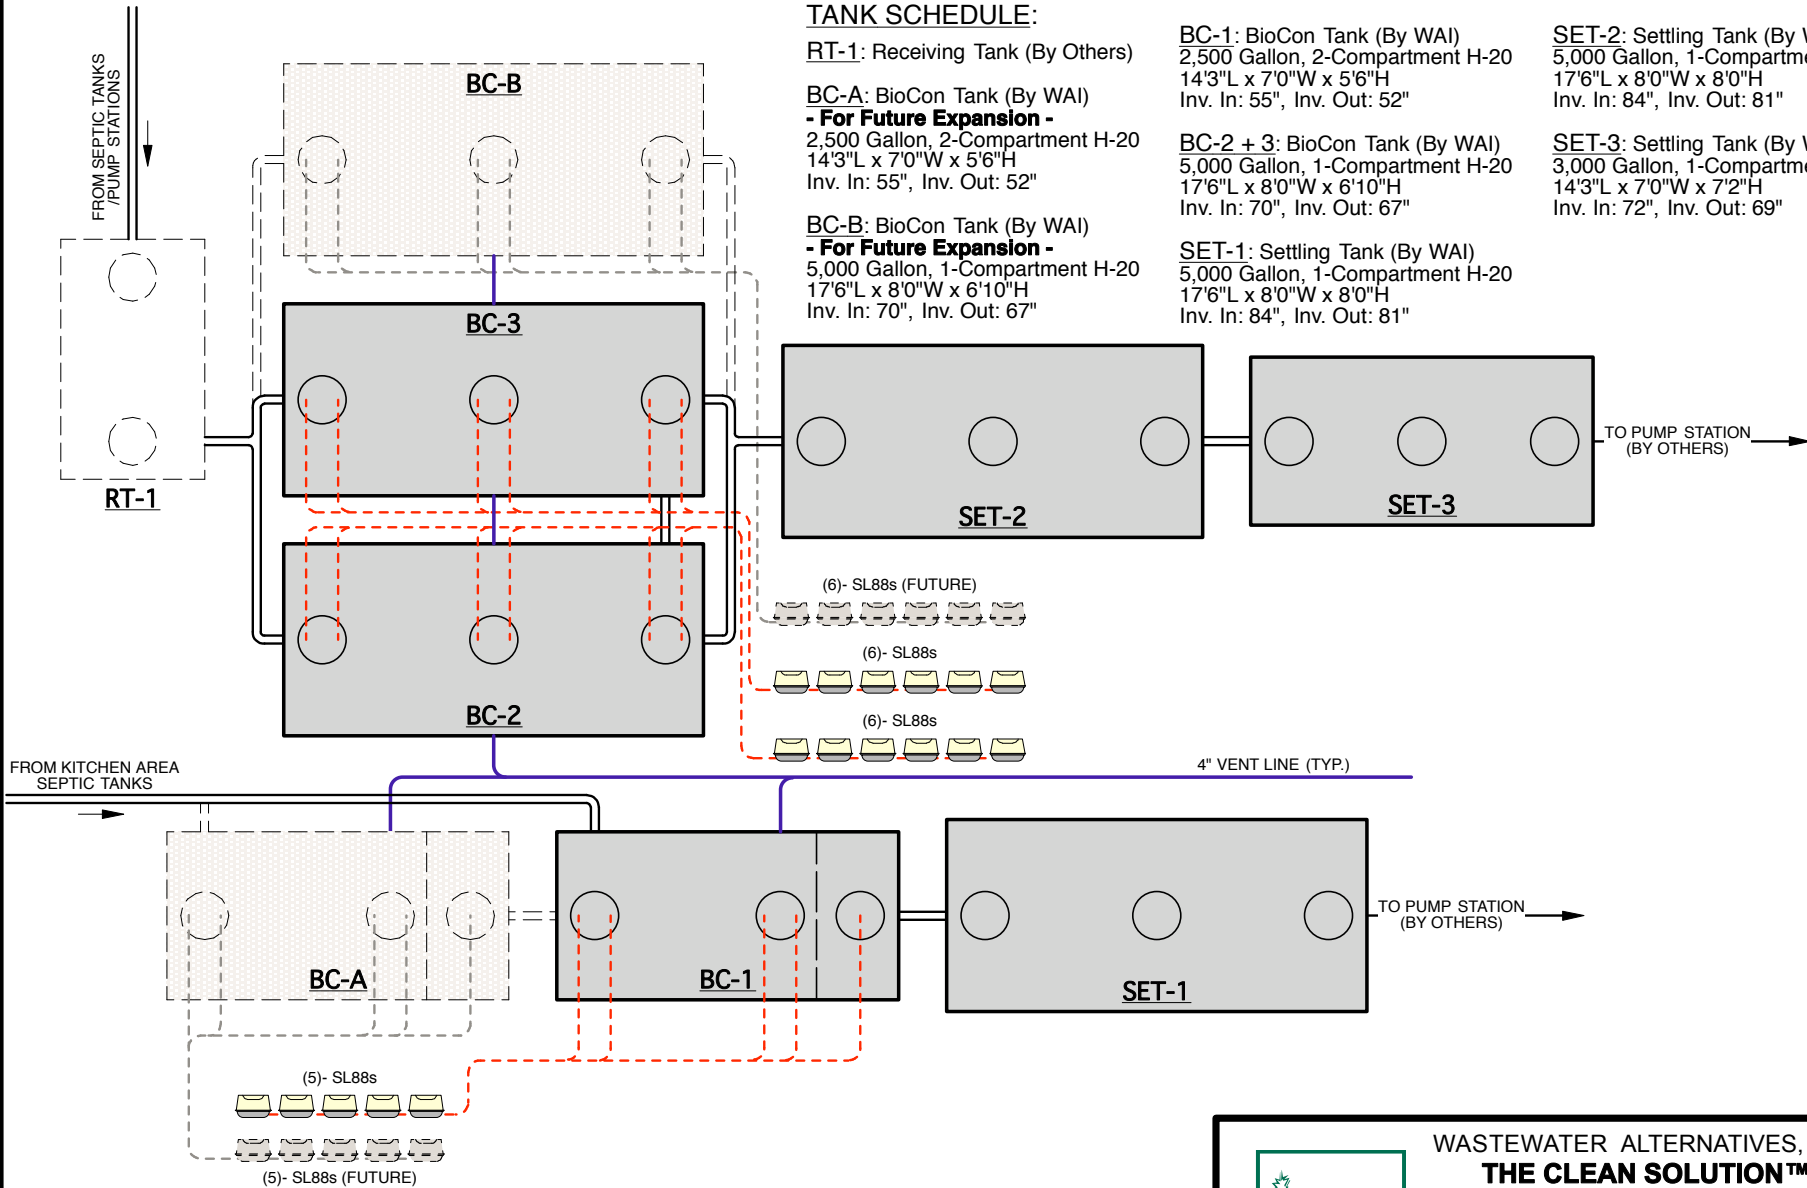 TANK SCHEDULE:
RT-1: Receiving Tank (By Others)
BC-A: BioCon Tank (By WAI)
- For Future Expansion -
2,500 Gallon, 2-Compartment H-20
14'3"L x 7'0"W x 5'6"H
Inv. In: 55", Inv. Out: 52"
BC-B: BioCon Tank (By WAI)
- For Future Expansion -
5,000 Gallon, 1-Compartment H-20
17'6"L x 8'0"W x 6'10"H
Inv. In: 70", Inv. Out: 67"
BC-1: BioCon Tank (By WAI)
2,500 Gallon, 2-Compartment H-20
14'3"L x 7'0"W x 5'6"H
Inv. In: 55", Inv. Out: 52"
BC-2 + 3: BioCon Tank (By WAI)
5,000 Gallon, 1-Compartment H-20
17'6"L x 8'0"W x 6'10"H
Inv. In: 70", Inv. Out: 67"
SET-1: Settling Tank (By WAI)
5,000 Gallon, 1-Compartment H-20
17'6"L x 8'0"W x 8'0"H
Inv. In: 84", Inv. Out: 81"
SET-2: Settling Tank (By
5,000 Gallon,
17'6"L x 8'0"W x 8'0"H
Inv. In: 84", Inv. Out: 81"
SET-3: Settling Tank (By
3,000 Gallon,
14'3"L x 7'0"W x 7'2"H
Inv. In: 72", Inv. Out: 69"
FROM SEPTIC TANKS
/PUMP STATIONS
BC-B
BC-3
RT-1
SET-2
SET-3
TO PUMP STATION
(BY OTHERS)
(6)- SL88s (FUTURE)
(6)- SL88s
(6)- SL88s
BC-2
FROM KITCHEN AREA
SEPTIC TANKS
4" VENT LINE (TYP.)
BC-A
BC-1
SET-1
TO PUMP STATION
(BY OTHERS)
(5)- SL88s
(5)- SL88s (FUTURE)
WASTEWATER ALTERNATIVES,
THE CLEAN SOLUTION™